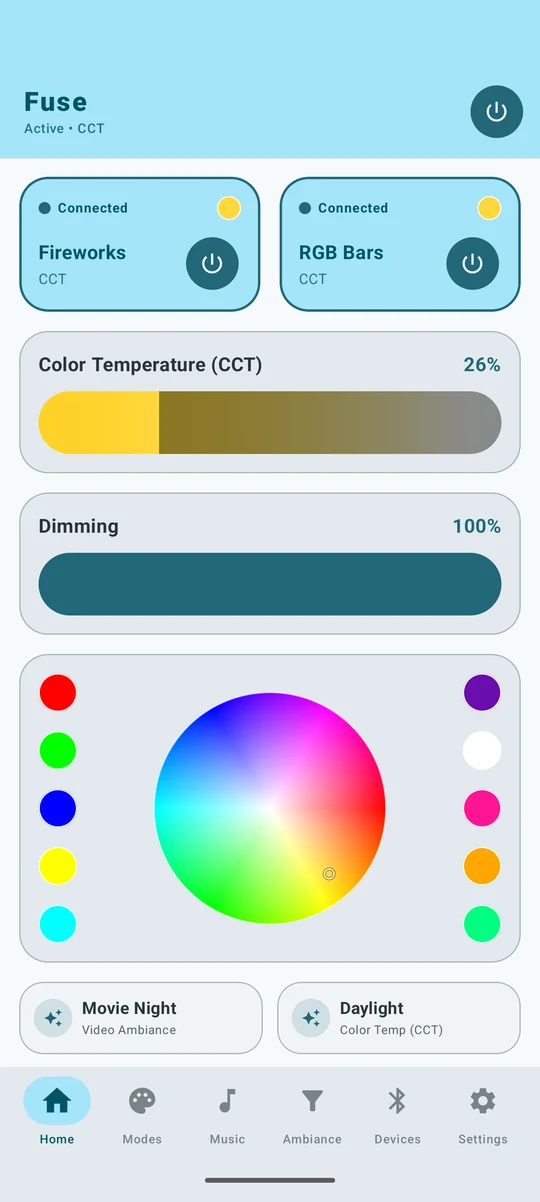 Fuse
Active • CCT
Connected
Fireworks
CCT
Connected
RGB Bars
CCT
Color Temperature (CCT) 26%
Dimming 100%
Movie Night
Video Ambiance
Daylight
Color Temp (CCT)
Home Modes Music Ambiance Devices Settings